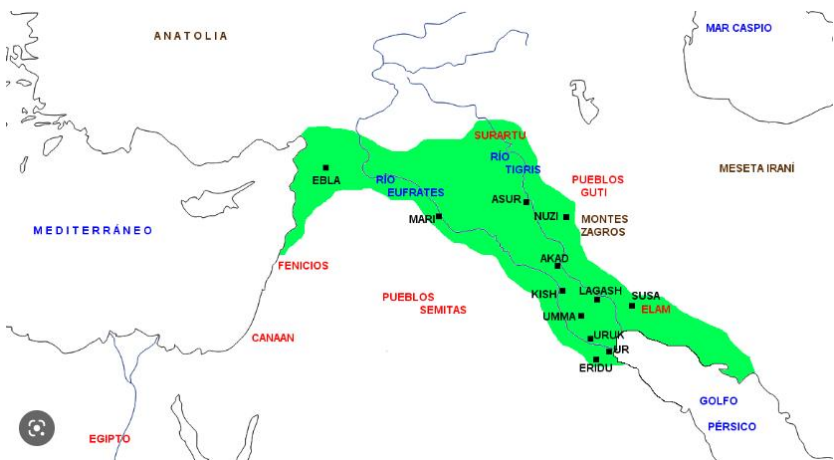 MAR CASPIO
ANATOLIA
SUBARTU
RÍO
TIGRIS
MESETA IRANÍ
PUEBLOS
GUTI
EBLA
RÍO
EUFRATES
ASUR
NUZI
MONTES
ZAGROS
MARI
MEDITERRÁNEO
AKAD
FENICIOS
KISH
LAGASH
SUSA
ELAM
PUEBLOS
SEMITAS
UMMA
CANAAN
URUK
UR
ERIDU
GOLFO
PÉRSICO
EGIPTO